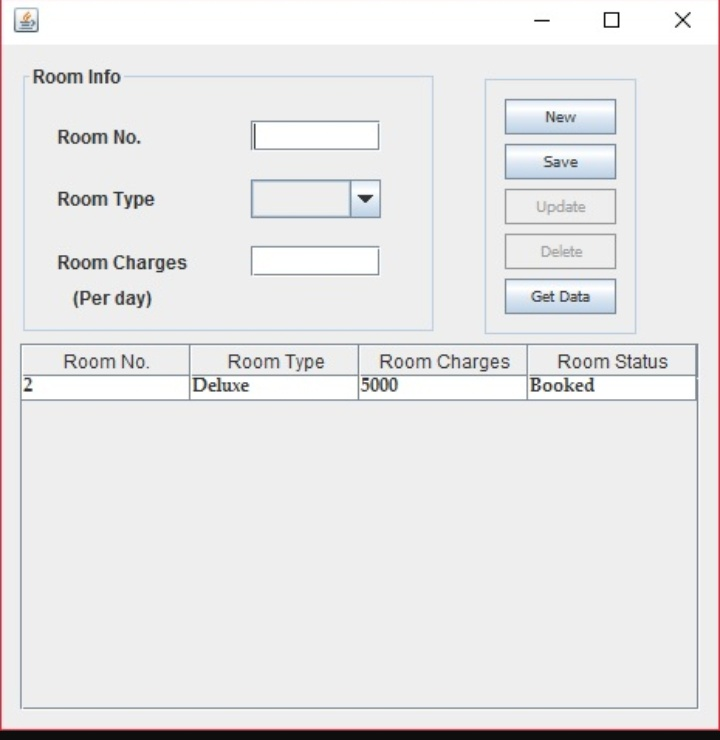 Room Info
Room No.
Room Type
Room Charges
(Per day)
New
Save
Update
Delete
Get Data
Room No. Room Type Room Charges Room Status
2 Deluxe 5000 Booked